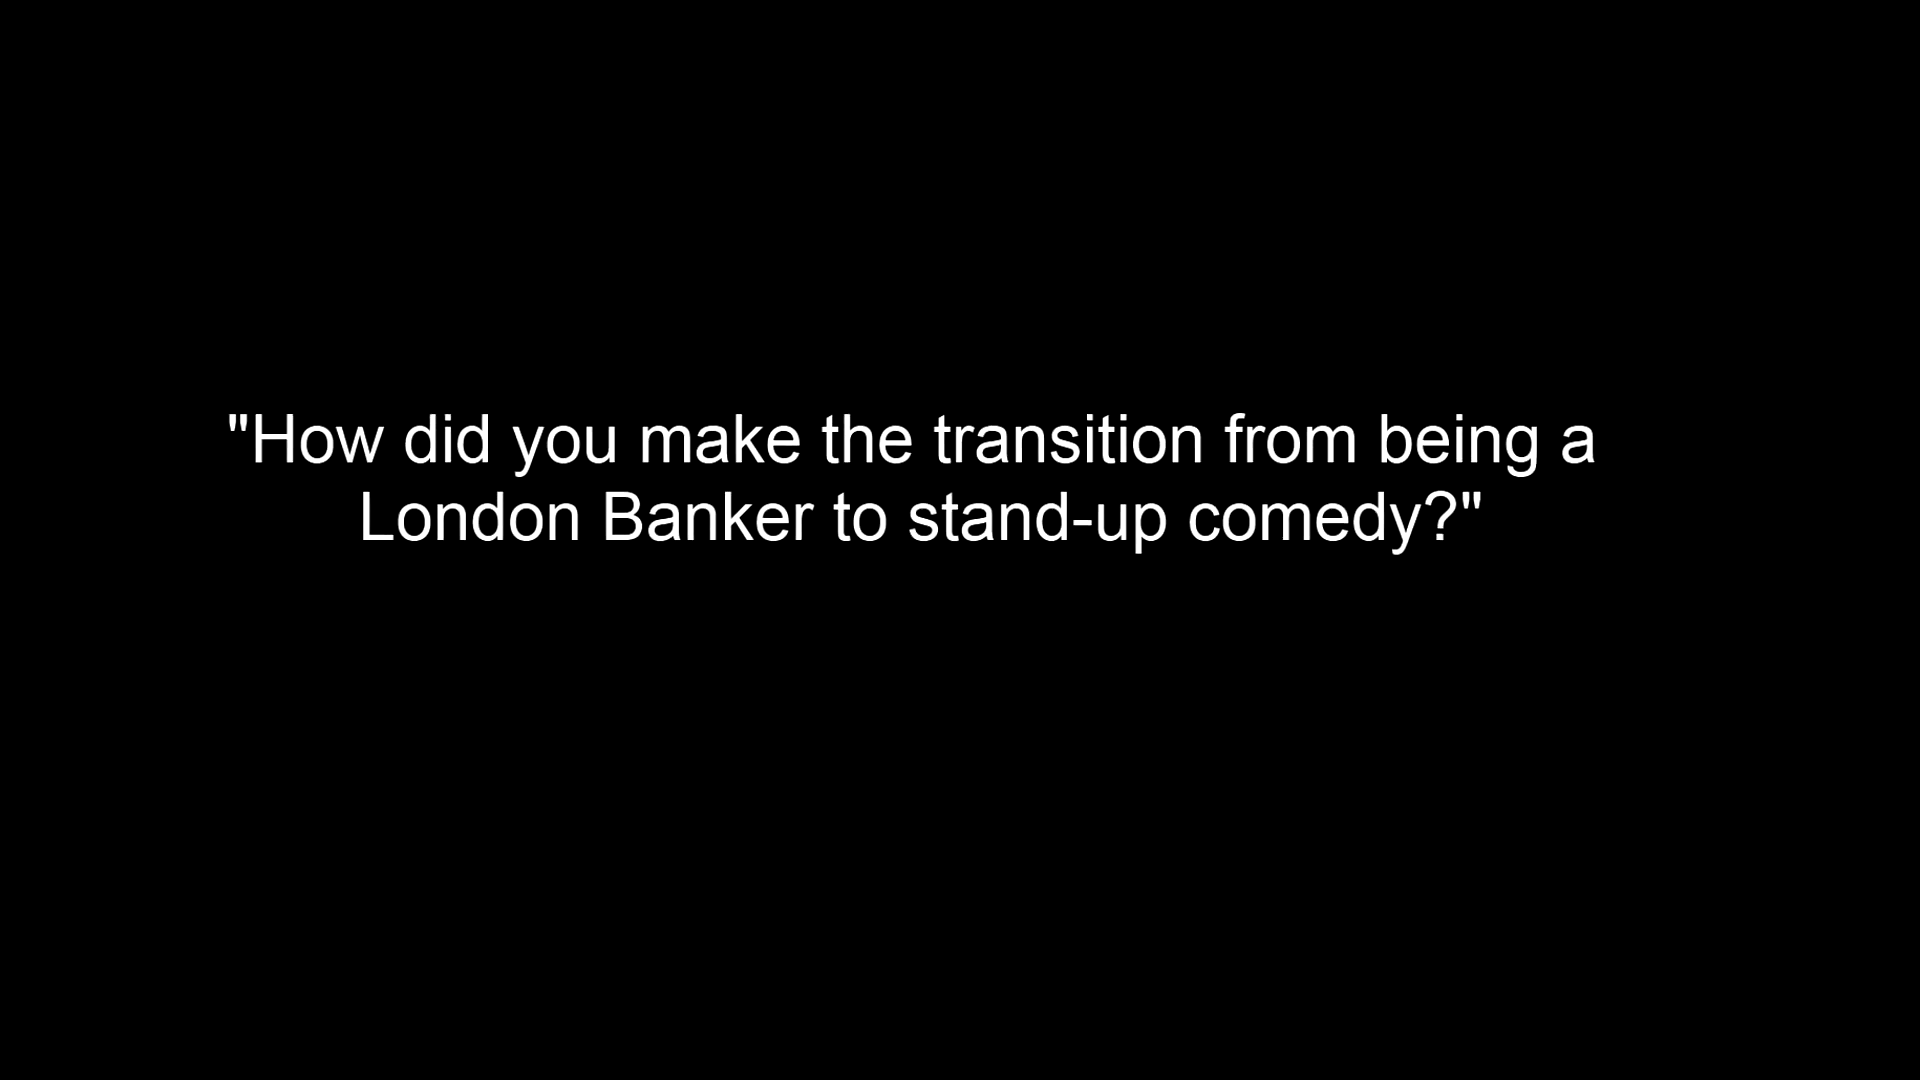 "How did you make the transition from being a
London Banker to stand-up comedy?"